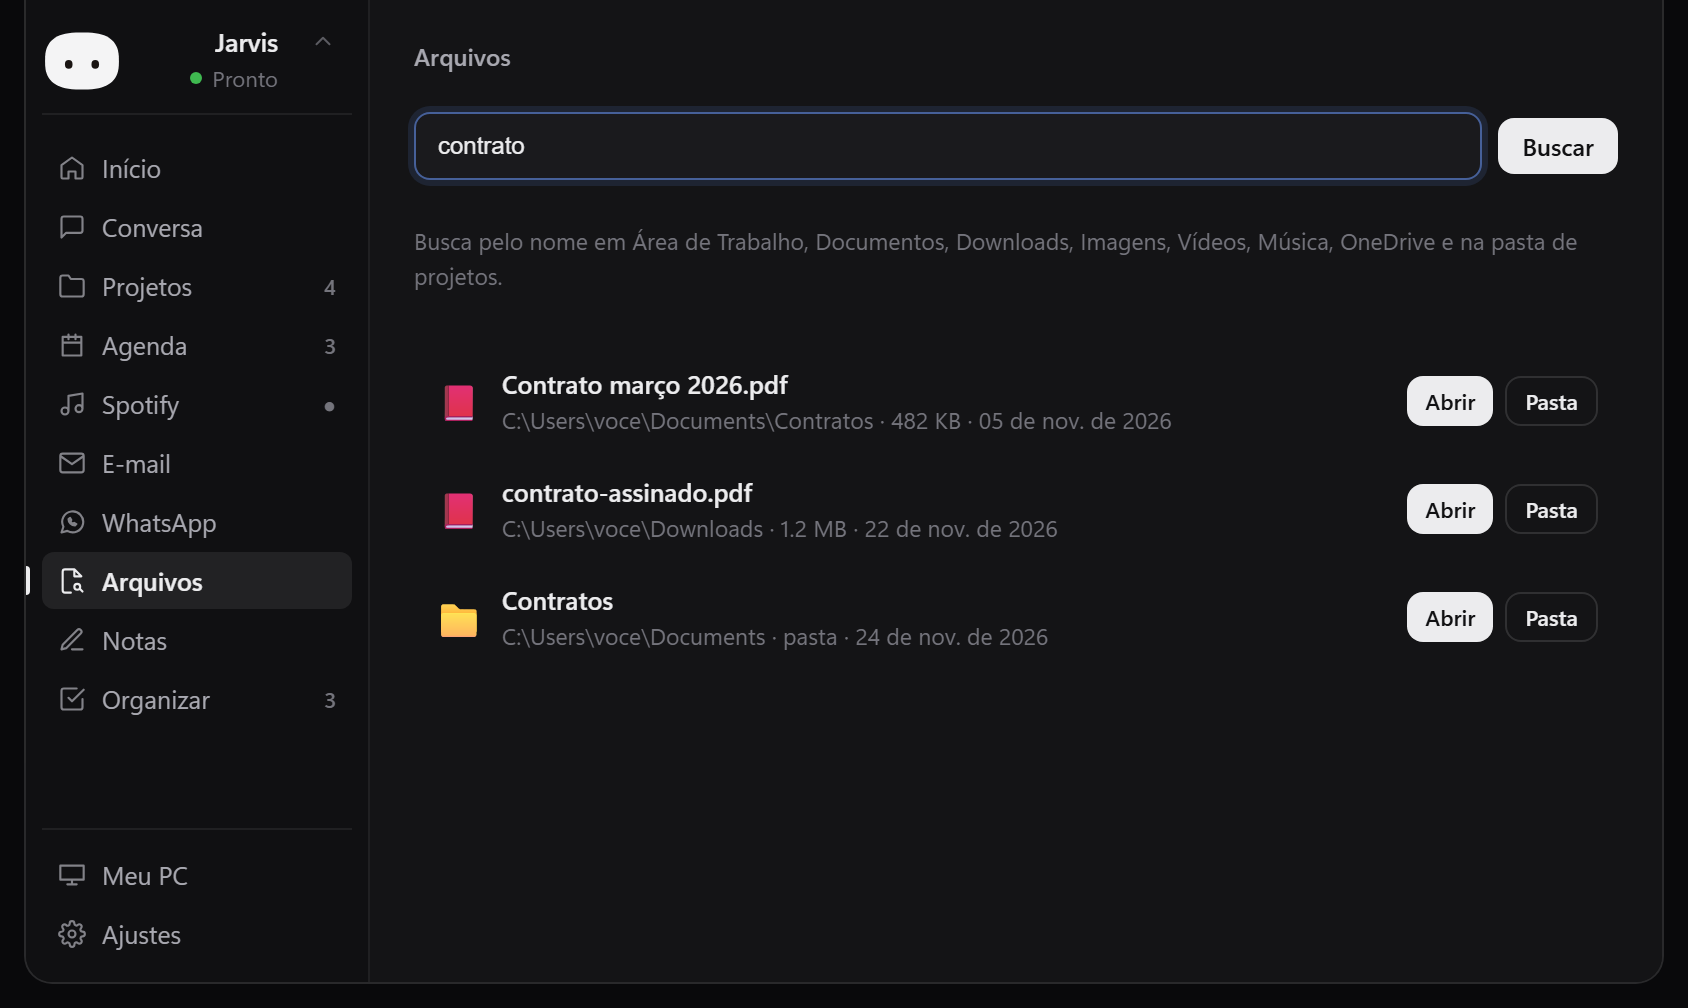 Jarvis
Pronto
Início
Conversa
Projetos 4
Agenda 3
Spotify
E-mail
WhatsApp
Arquivos
Notas
Organizar 3
Meu PC
Ajustes
Arquivos
contrato
Buscar
Busca pelo nome em Área de Trabalho, Documentos, Downloads, Imagens, Vídeos, Música, OneDrive e na pasta de
projetos.
Contrato março 2026.pdf
C:\Users\voce\Documents\Contratos · 482 KB · 05 de nov. de 2026
Abrir Pasta
contrato-assinado.pdf
C:\Users\voce\Downloads · 1.2 MB · 22 de nov. de 2026
Abrir Pasta
Contratos
C:\Users\voce\Documents · pasta · 24 de nov. de 2026
Abrir Pasta